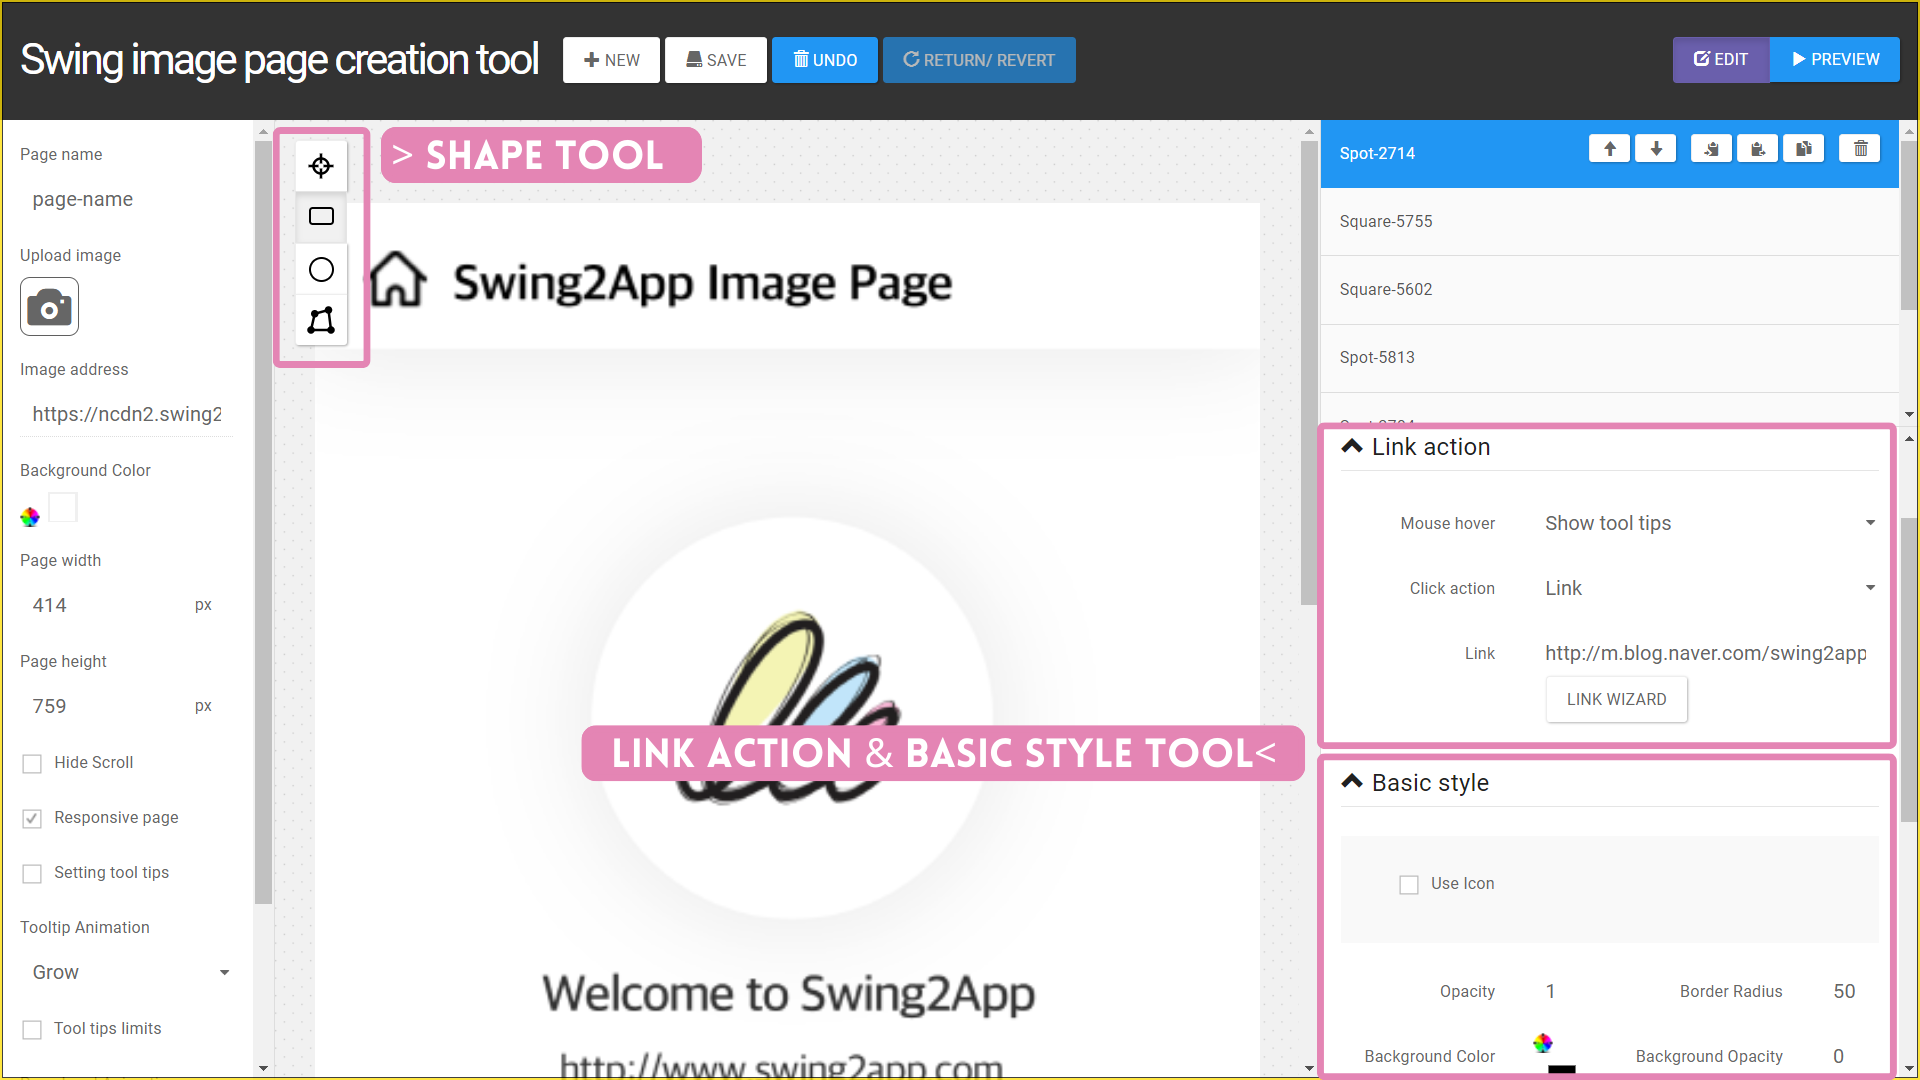 Swing image page creation tool
NEW
SAVE
UNDO
RETURN/ REVERT
EDIT
PREVIEW
Page name
page-name
Upload image
Image address
https://ncdn2.swing2
Background Color
Page width
414 px
Page height
759 px
Hide Scroll
Responsive page
Setting tool tips
Tooltip Animation
Grow
Tool tips limits
> SHAPE TOOL
Swing2App Image Page
LINK ACTION & BASIC STYLE TOOL<
Welcome to Swing2App
http://www.swing2app.com
Spot-2714
Square-5755
Square-5602
Spot-5813
Link action
Mouse hover Show tool tips
Click action Link
Link http://m.blog.naver.com/swing2app
LINK WIZARD
Basic style
Use Icon
Opacity 1 Border Radius 50
Background Color Background Opacity 0